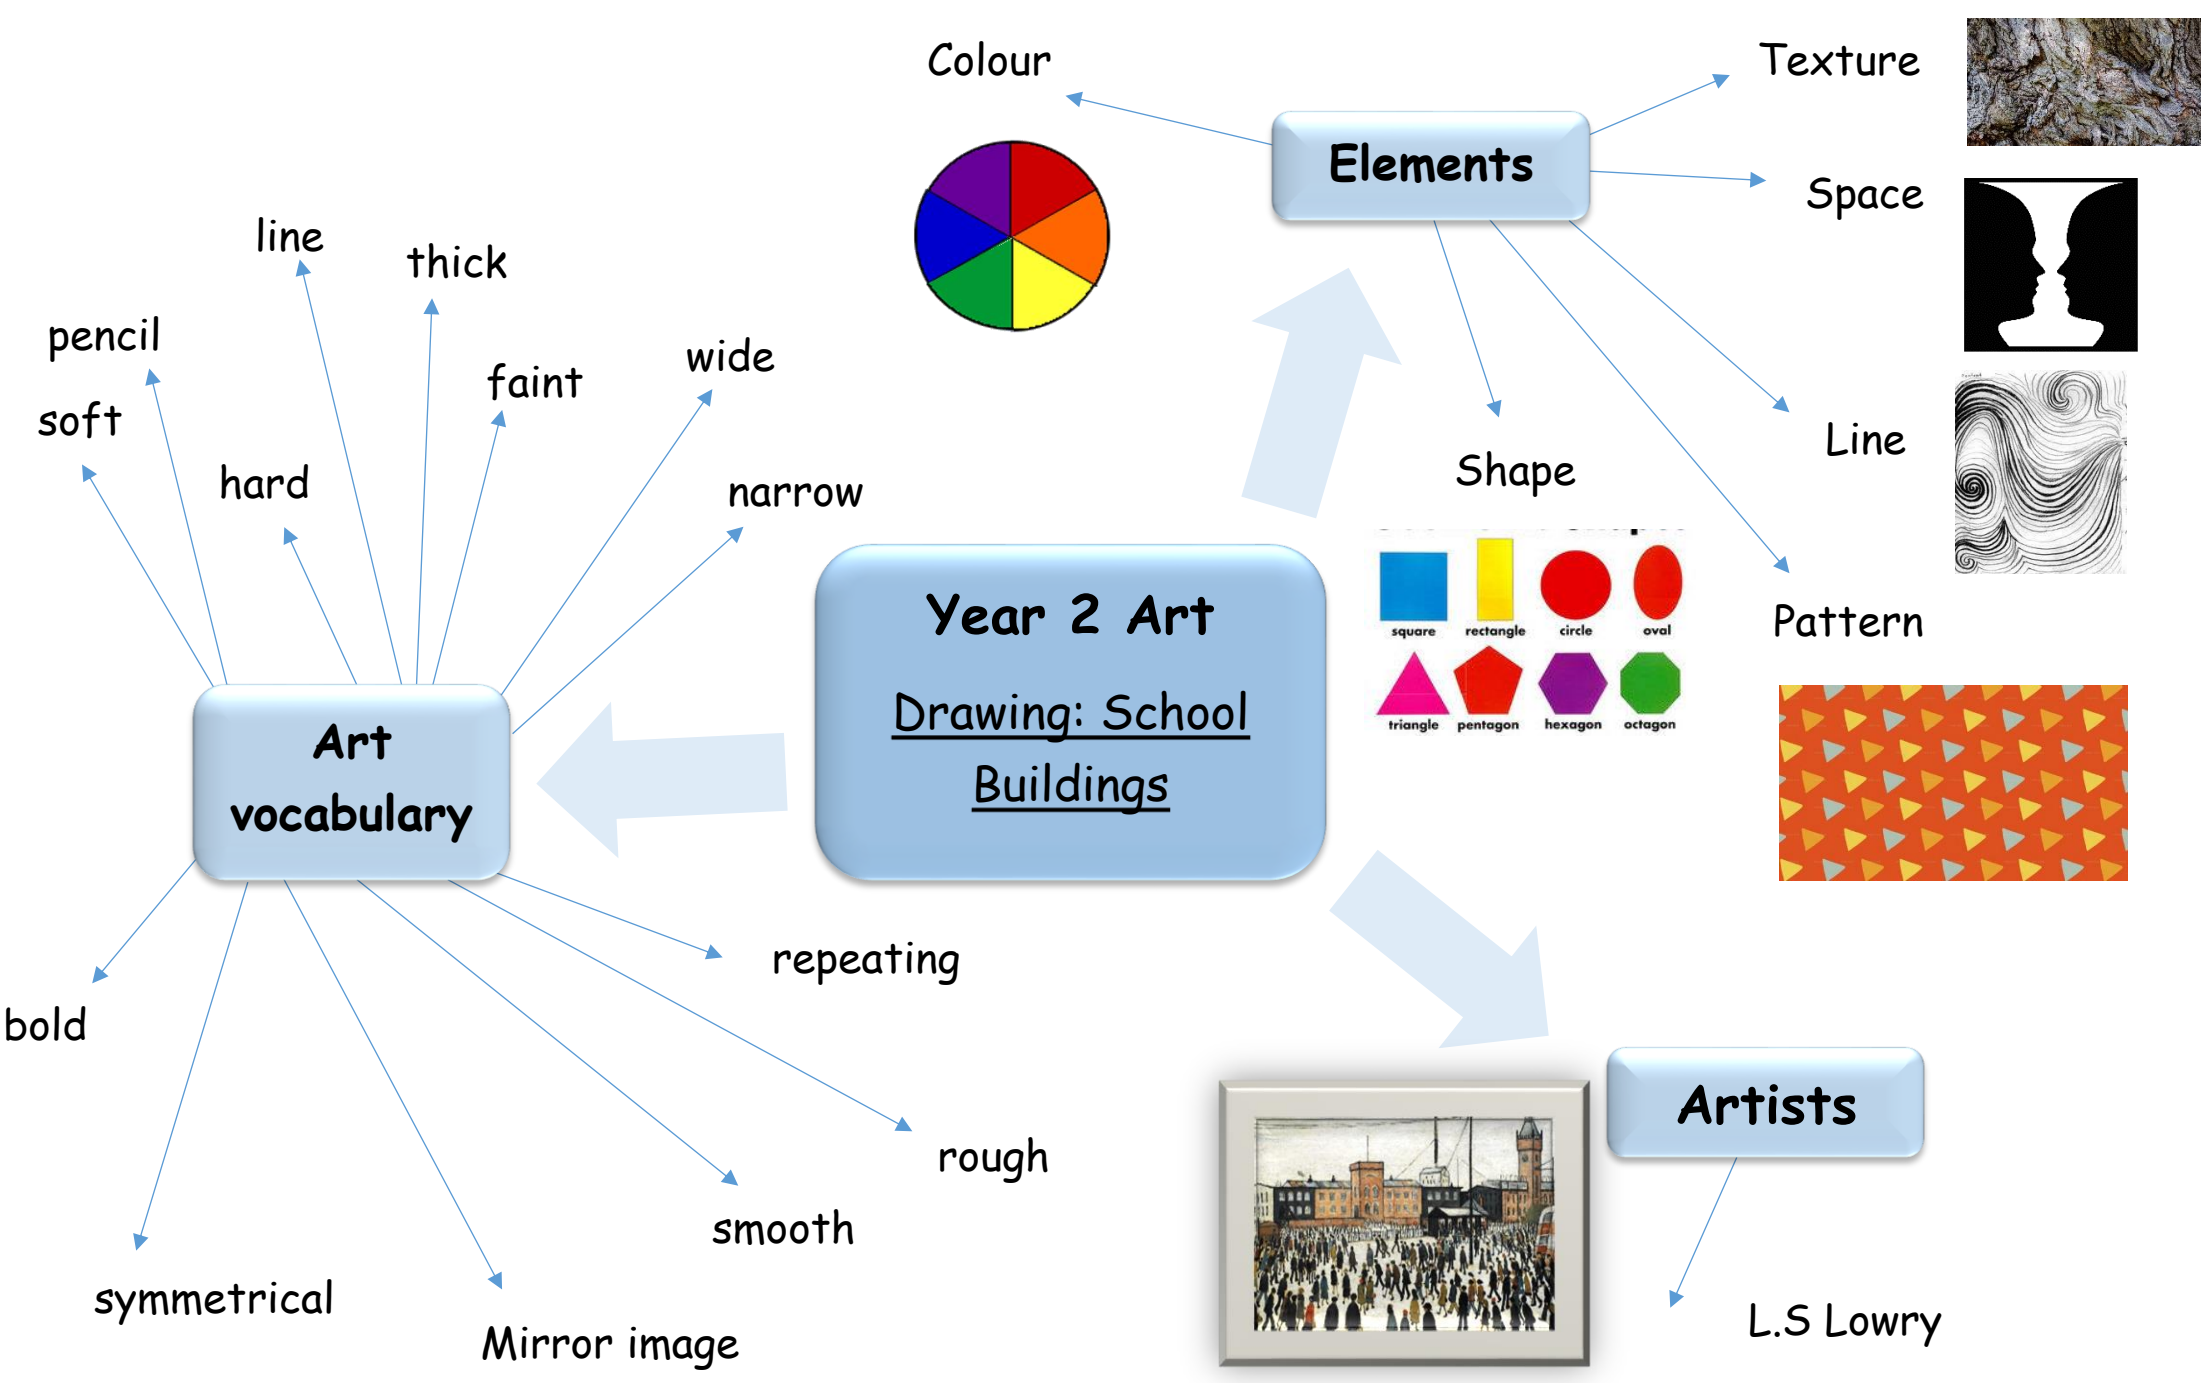 Colour
Texture
Elements
Space
line
thick
pencil
wide
faint
soft
Line
hard
Shape
narrow
Year 2 Art
Drawing: School
Buildings
square
rectangle
circle
oval
triangle
pentagon
hexagon
octagon
Pattern
Art
vocabulary
repeating
bold
Artists
rough
smooth
symmetrical
Mirror image
L.S Lowry